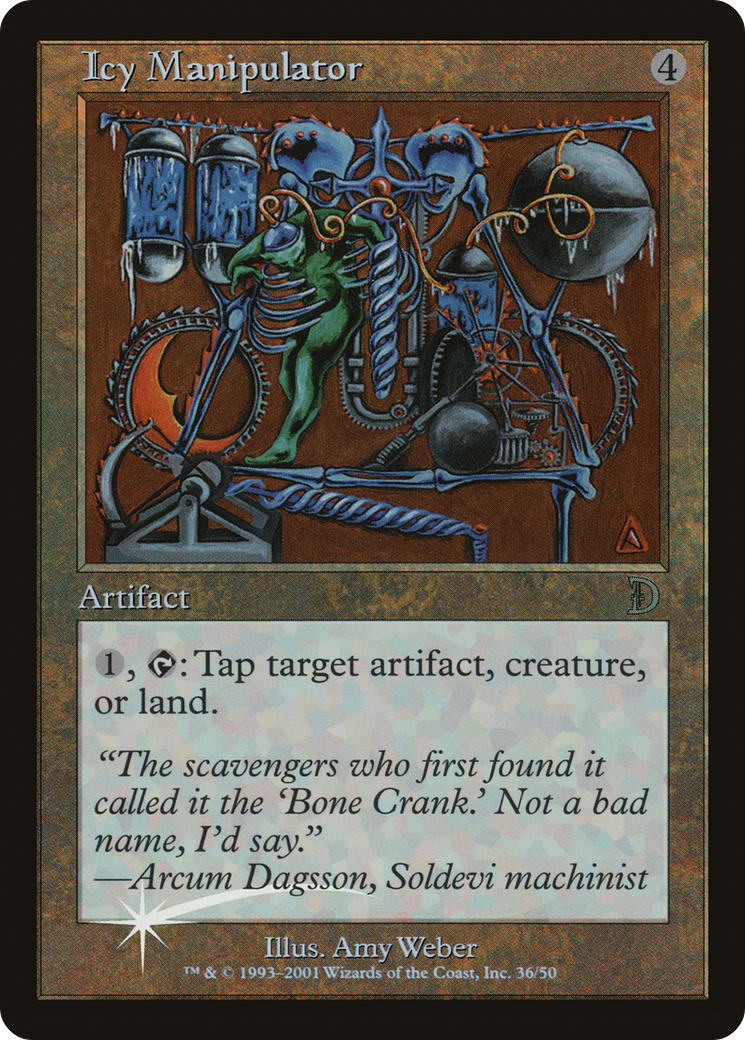 Icy Manipulator 4
Artifact
1, : Tap target artifact, creature,
or land.
“The scavengers who first found it
called it the ‘Bone Crank.’ Not a bad
name, I’d say.”
—Arcum Dagsson, Soldevi machinist
Illus. Amy Weber
™ & © 1993–2001 Wizards of the Coast, Inc. 36/50